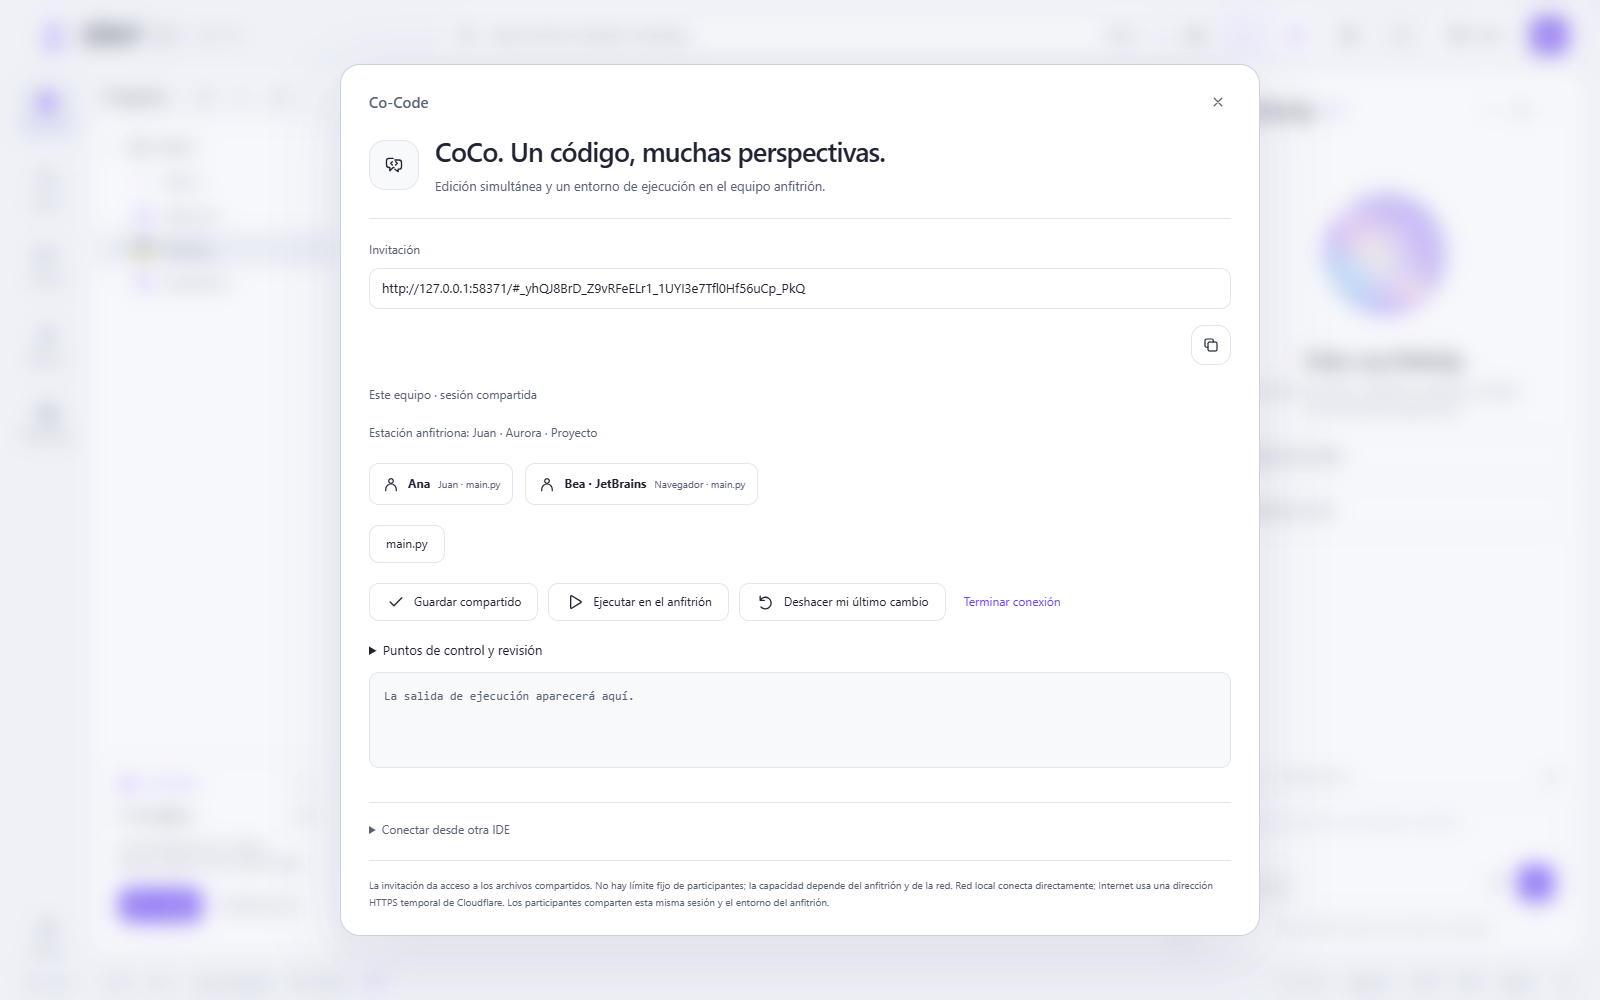 Co-Code
CoCo. Un código, muchas perspectivas.
Edición simultánea y un entorno de ejecución en el equipo anfitrión.
Invitación
http://127.0.0.1:58371/#_yhQJ8BrD_Z9vRFeELr1_1UYI3e7Tfl0Hf56uCp_PkQ
Este equipo · sesión compartida
Estación anfitriona: Juan · Aurora · Proyecto
Ana Juan · main.py
Bea · JetBrains Navegador · main.py
main.py
Guardar compartido
Ejecutar en el anfitrión
Deshacer mi último cambio
Terminar conexión
Puntos de control y revisión
La salida de ejecución aparecerá aquí.
Conectar desde otra IDE
La invitación da acceso a los archivos compartidos. No hay límite fijo de participantes; la capacidad depende del anfitrión y de la red. Red local conecta directamente; Internet usa una dirección
HTTPS temporal de Cloudflare. Los participantes comparten esta misma sesión y el entorno del anfitrión.